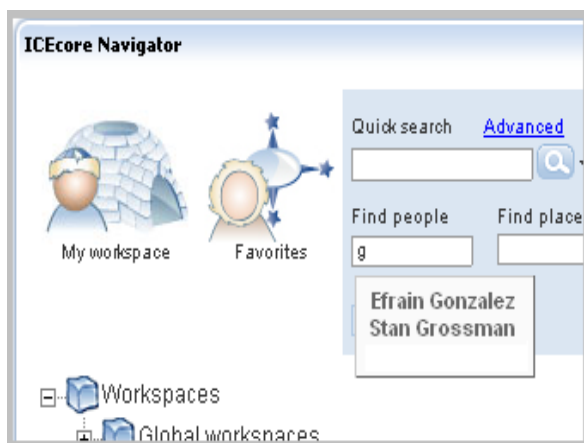 ICEcore Navigator
Quick search Advanced
Find people Find place
My workspace Favorites
g
Efrain Gonzalez
Stan Grossman
Workspaces
Global workspaces